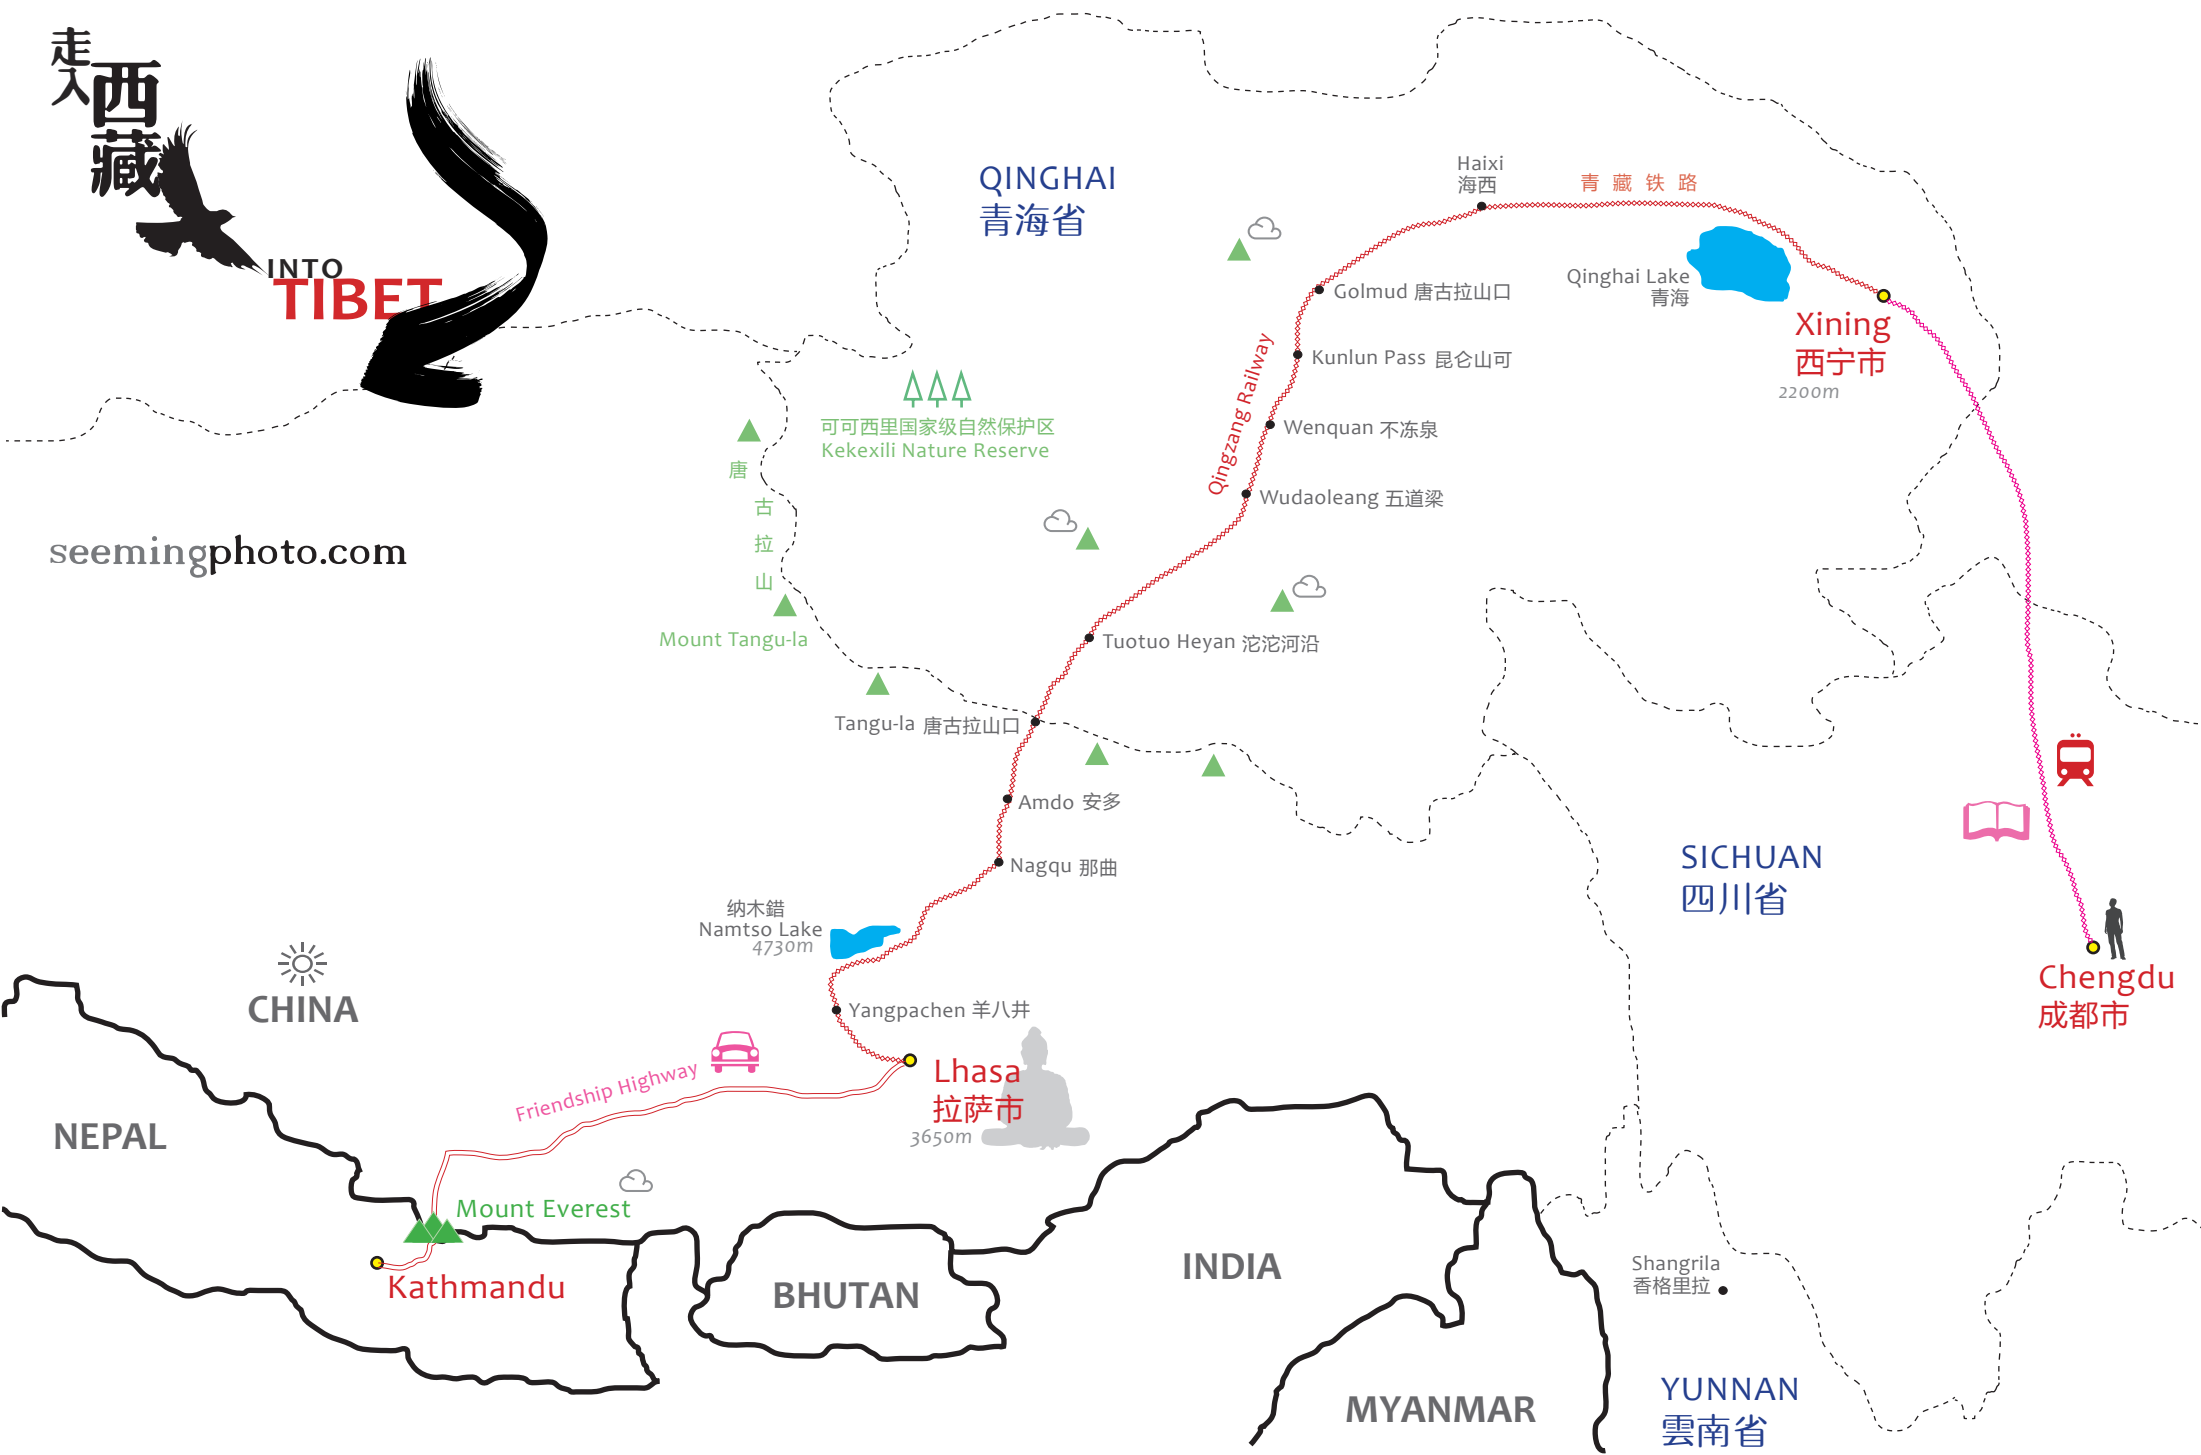 走入
西藏
INTO
TIBET
seemingphoto.com
QINGHAI
青海省
Haixi
海西
青藏铁路
Qinghai Lake
青海
Golmud 唐古拉山口
Xining
西宁市
2200m
Kunlun Pass 昆仑山可
Qingzang Railway
Wenquan 不冻泉
Wudaoleang 五道梁
可可西里国家级自然保护区
Kekexili Nature Reserve
唐古拉山
Mount Tangu-la
Tuotuo Heyan 沱沱河沿
Tangu-la 唐古拉山口
Amdo 安多
Nagqu 那曲
SICHUAN
四川省
纳木錯
Namtso Lake
4730m
Chengdu
成都市
CHINA
Yangpachen 羊八井
Lhasa
拉萨市
3650m
Friendship Highway
NEPAL
Mount Everest
Kathmandu
BHUTAN
INDIA
Shangrila
香格里拉
MYANMAR
YUNNAN
雲南省